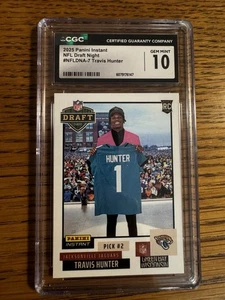 CGC
CERTIFIED GUARANTY COMPANY
2025 Panini Instant
NFL Draft Night
#NFLDNA-7 Travis Hunter
GEM MINT
10
RC
DRAFT
HUNTER
1
PANINI
INSTANT
PICK #2
JACKSONVILLE JAGUARS
TRAVIS HUNTER
NFL